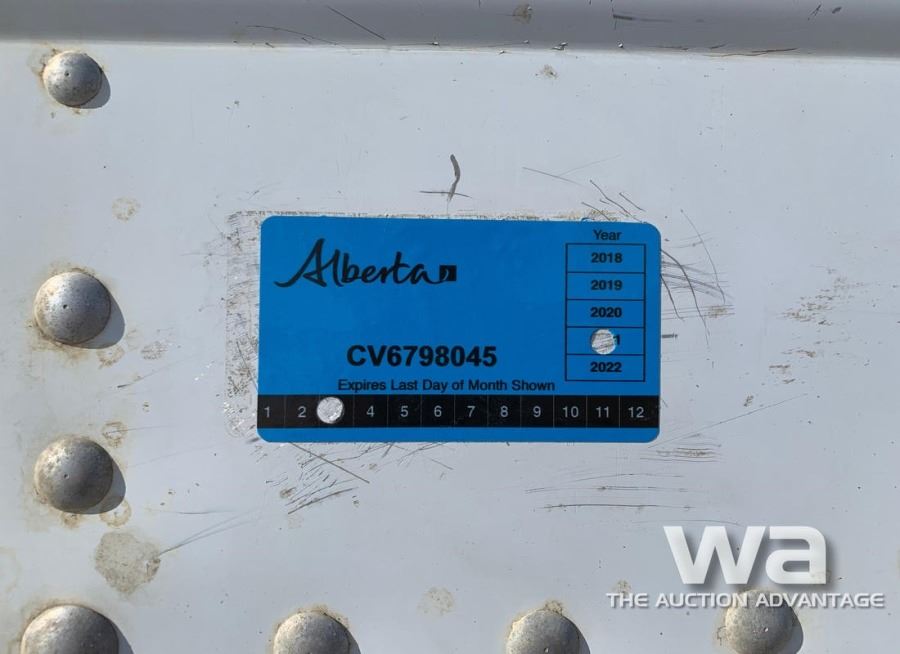 Alberta
Year
2018
2019
2020
1
2022
CV6798045
Expires Last Day of Month Shown
1 2 4 5 6 7 8 9 10 11 12
wa
THE AUCTION ADVANTAGE